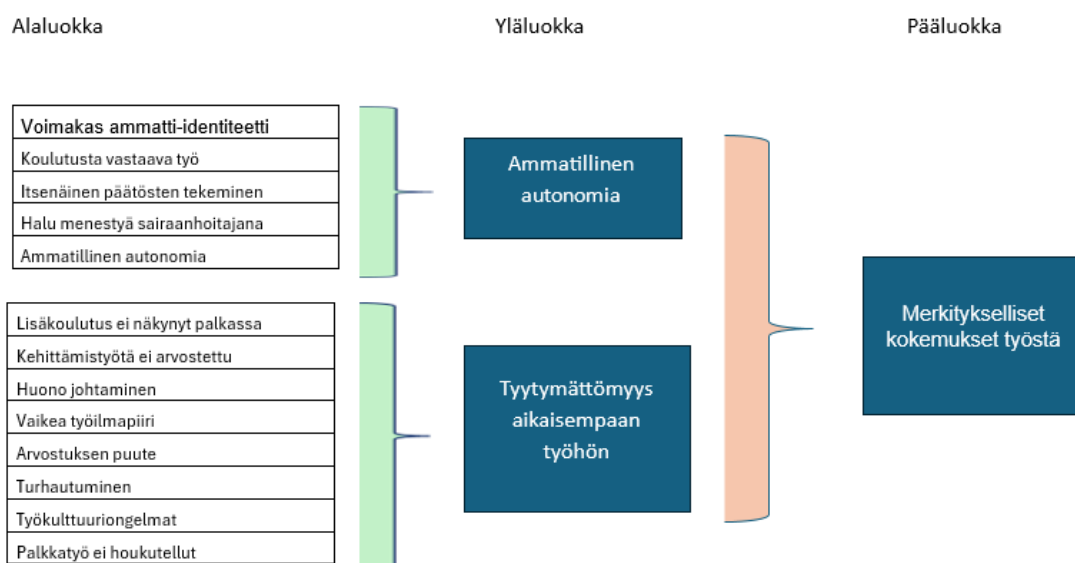 Alaluokka
Yläluokka
Pääluokka
Voimakas ammatti-identiteetti
Koulutusta vastaava työ
Itsenäinen päätösten tekeminen
Halu menestyä sairaanhoitajana
Ammatillinen autonomia
Ammatillinen
autonomia
Lisäkoulutus ei näkynyt palkassa
Kehittämistyötä ei arvostettu
Huono johtaminen
Vaikea työilmapiiri
Arvostuksen puute
Turhautuminen
Työkulttuuriongelmat
Palkkatyö ei houkutellut
Tyytymättömyys
aikaisempaan
työhön
Merkitykselliset
kokemukset työstä